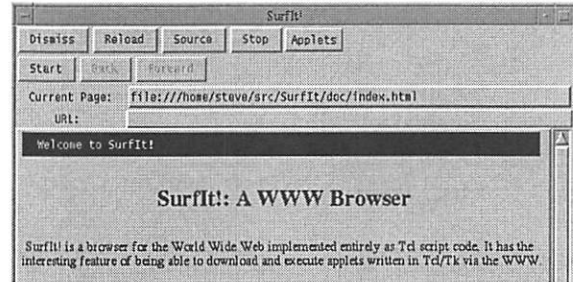 SurfIt!
Dismiss Reload Source Stop Applets
Start Back Forward
Current Page: file:///home/steve/src/SurfIt/doc/index.html
URL:
Welcome to SurfIt!
SurfIt!: A WWW Browser
SurfIt! is a browser for the World Wide Web implemented entirely as Tcl script code. It has the
interesting feature of being able to download and execute applets written in Tcl/Tk via the WWW.